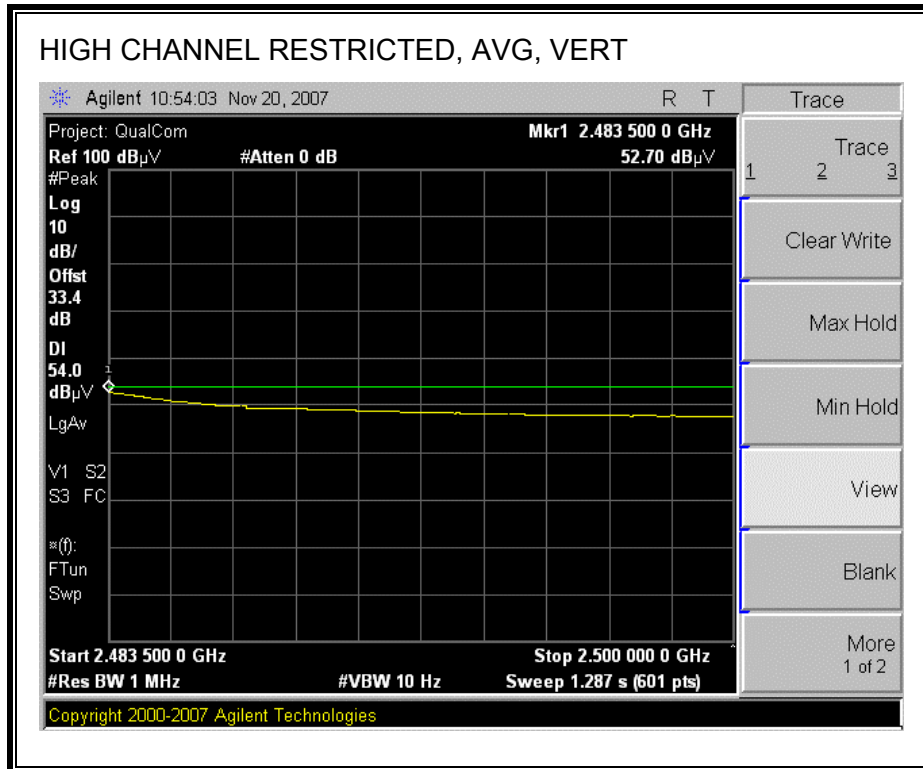 HIGH CHANNEL RESTRICTED, AVG, VERT
Agilent 10:54:03 Nov 20, 2007 R T
Trace
Project: QualCom Mkr1 2.483 500 0 GHz
Ref 100 dBµV #Atten 0 dB 52.70 dBµV
#Peak
Log
10
dB/
Offst
33.4
dB
DI
54.0
dBµV
LgAv
V1 S2
S3 FC
¤(f):
FTun
Swp
1
Start 2.483 500 0 GHz Stop 2.500 000 0 GHz ^
#Res BW 1 MHz #VBW 10 Hz Sweep 1.287 s (601 pts)
Trace
1 2 3
Clear Write
Max Hold
Min Hold
View
Blank
More
1 of 2
Copyright 2000-2007 Agilent Technologies